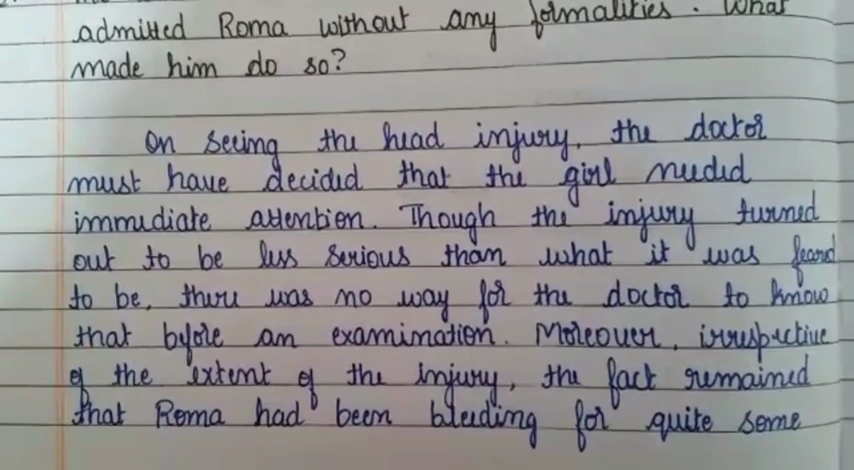 admitted Roma without any formalities. What
made him do so?
On seeing the head injury, the doctor
must have decided that the girl needed
immediate attention. Though the injury turned
out to be less serious than what it was feared
to be, there was no way for the doctor to know
that before an examination. Moreover, irrespective
of the extent of the injury, the fact remained
that Roma had been bleeding for quite some